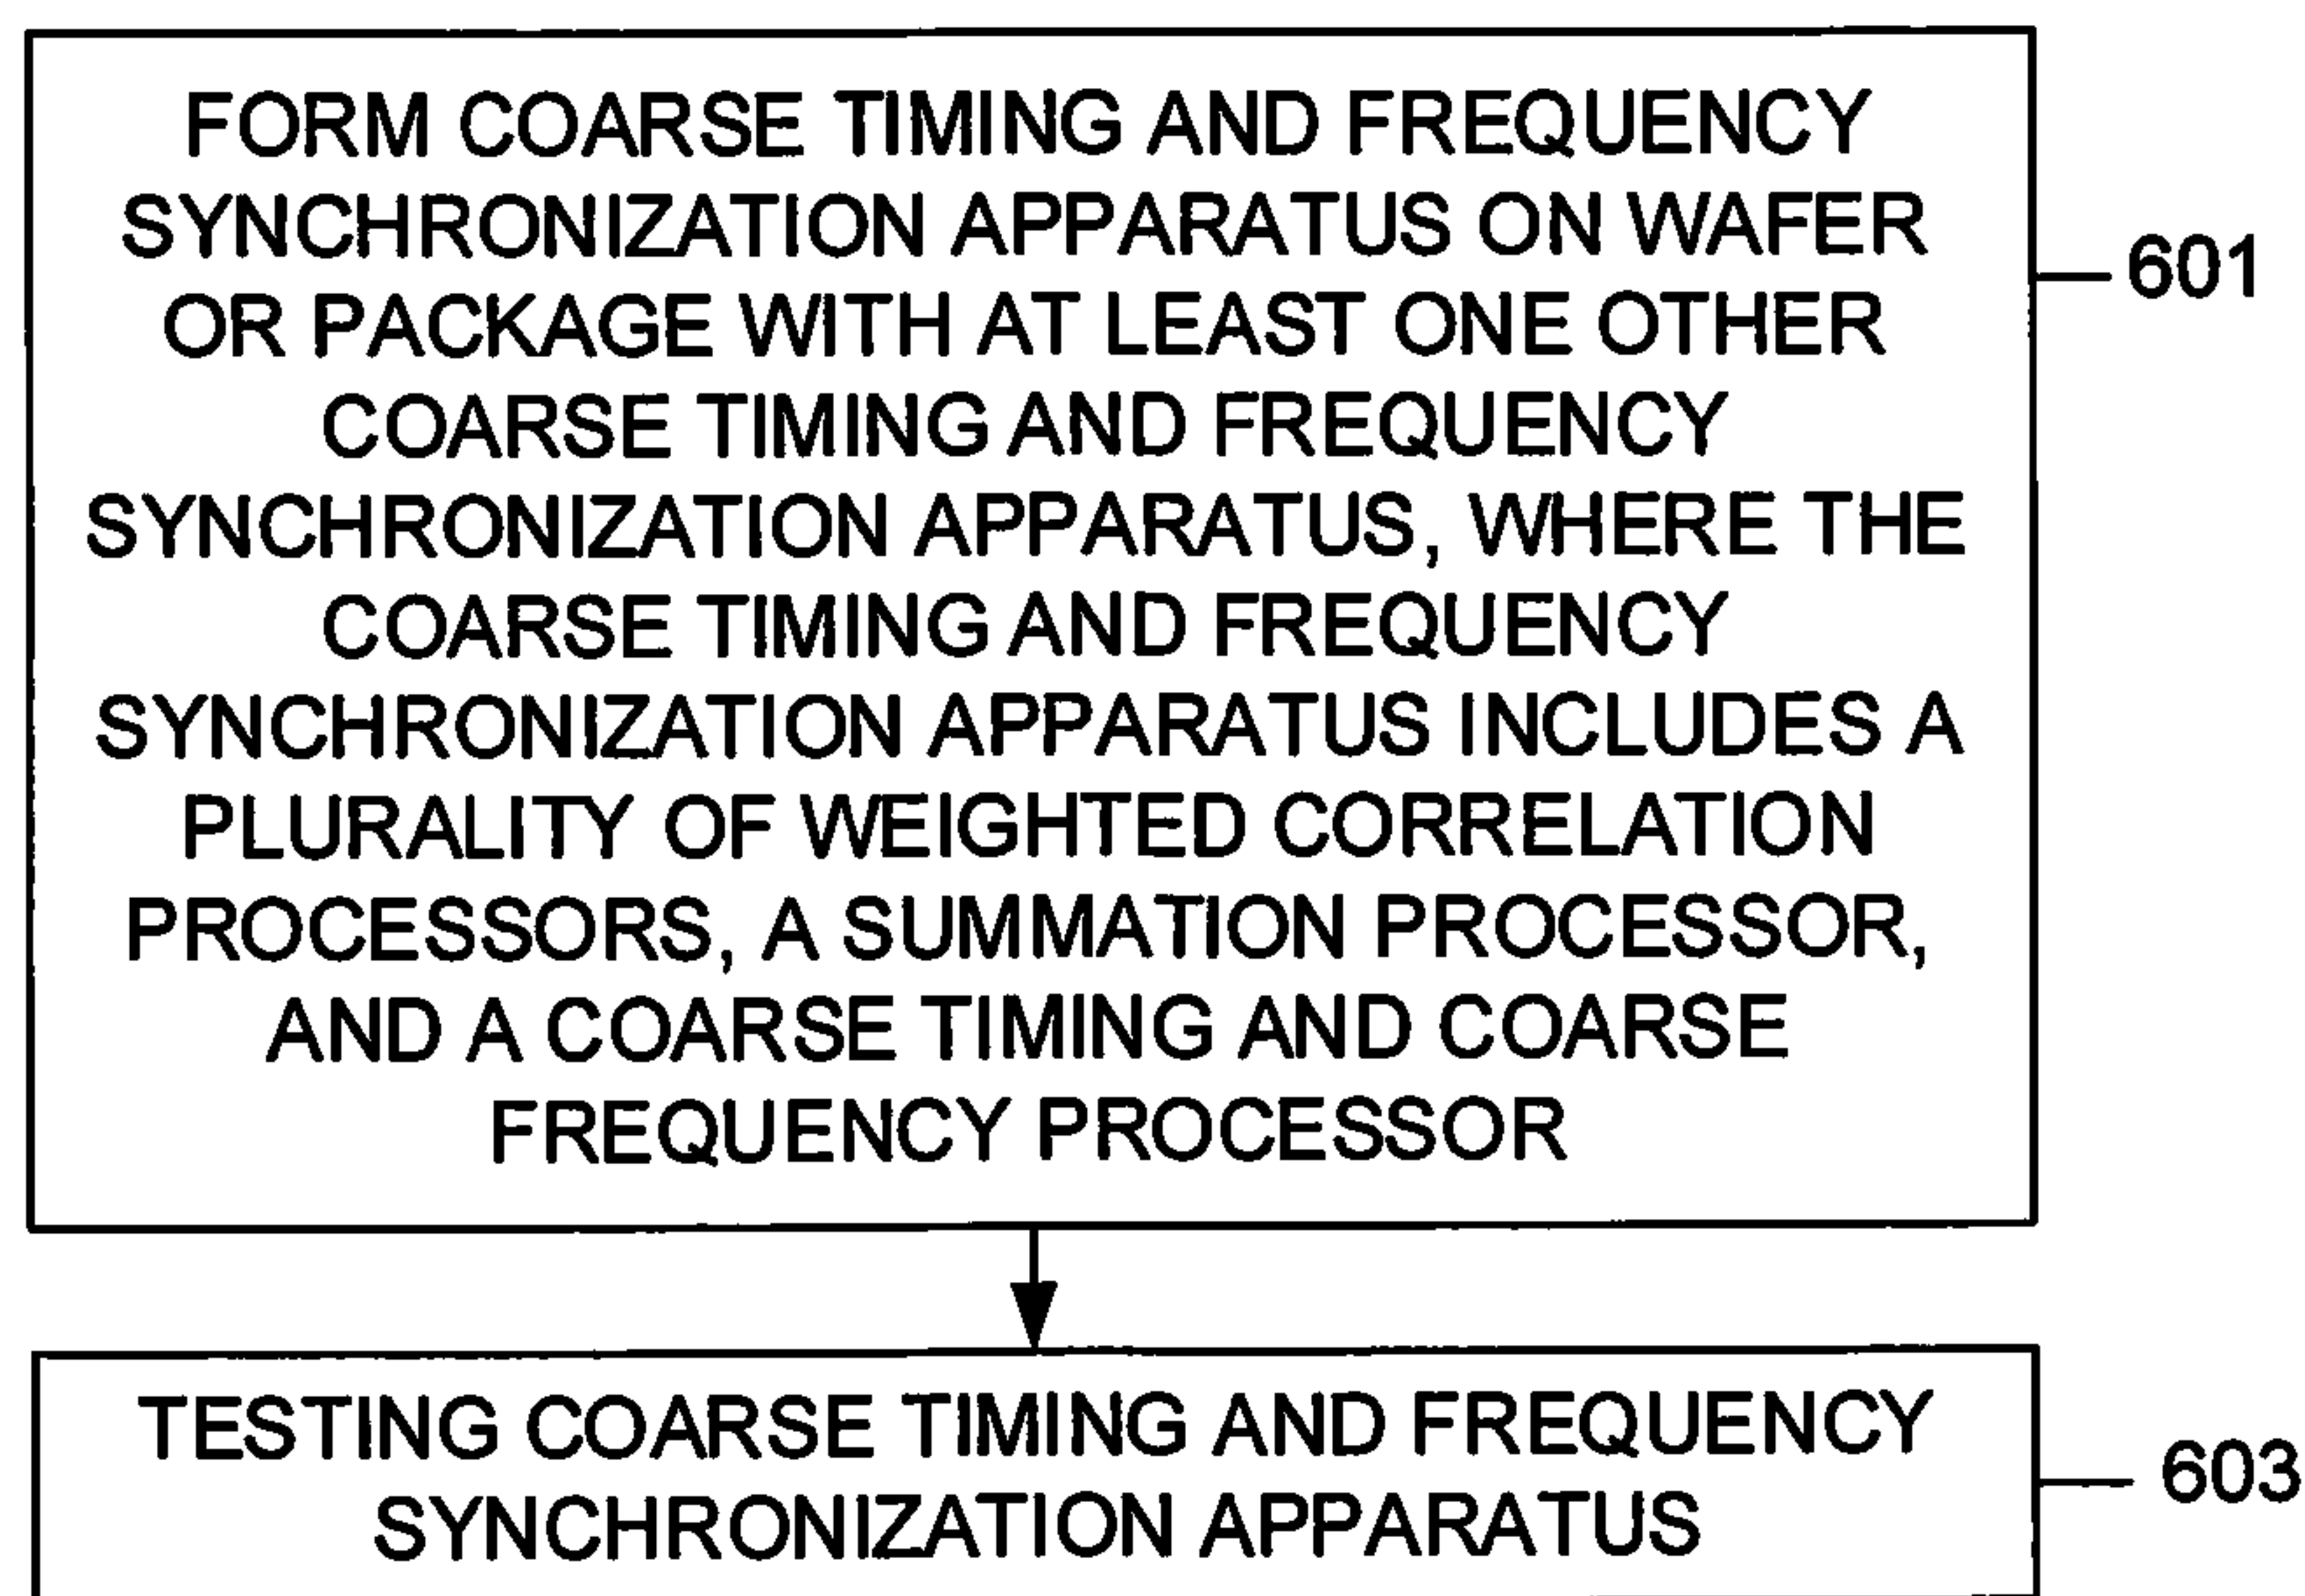 FORM COARSE TIMING AND FREQUENCY
SYNCHRONIZATION APPARATUS ON WAFER
OR PACKAGE WITH AT LEAST ONE OTHER
COARSE TIMING AND FREQUENCY
SYNCHRONIZATION APPARATUS, WHERE THE
COARSE TIMING AND FREQUENCY
SYNCHRONIZATION APPARATUS INCLUDES A
PLURALITY OF WEIGHTED CORRELATION
PROCESSORS, A SUMMATION PROCESSOR,
AND A COARSE TIMING AND COARSE
FREQUENCY PROCESSOR
601
TESTING COARSE TIMING AND FREQUENCY
SYNCHRONIZATION APPARATUS
603